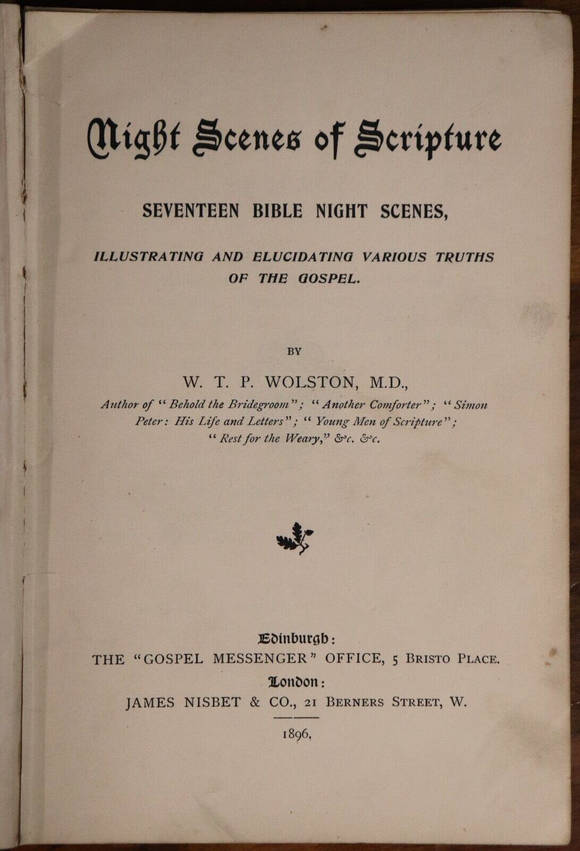 Night Scenes of Scripture
SEVENTEEN BIBLE NIGHT SCENES,
ILLUSTRATING AND ELUCIDATING VARIOUS TRUTHS
OF THE GOSPEL.
BY
W. T. P. WOLSTON, M.D.,
Author of "Behold the Bridegroom"; "Another Comforter"; "Simon
Peter: His Life and Letters"; "Young Men of Scripture";
"Rest for the Weary," &c. &c.
Edinburgh:
THE "GOSPEL MESSENGER" OFFICE, 5 BRISTO PLACE.
London:
JAMES NISBET & CO., 21 BERNERS STREET, W.
1896.